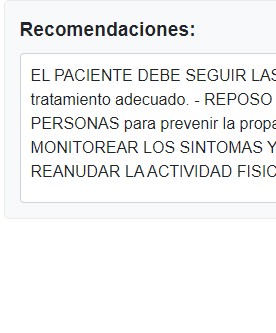 Recomendaciones:
EL PACIENTE DEBE SEGUIR LAS
tratamiento adecuado. - REPOSO
PERSONAS para prevenir la propa
MONITOREAR LOS SINTOMAS Y
REANUDAR LA ACTIVIDAD FISIC